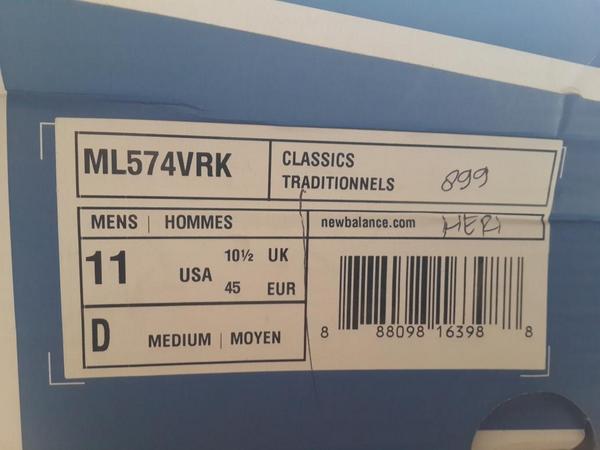 ML574VRK
CLASSICS
TRADITIONNELS
899
MENS | HOMMES
newbalance.com
HERI
11 USA
10½ UK
45 EUR
D MEDIUM | MOYEN
8 88098 16398 8